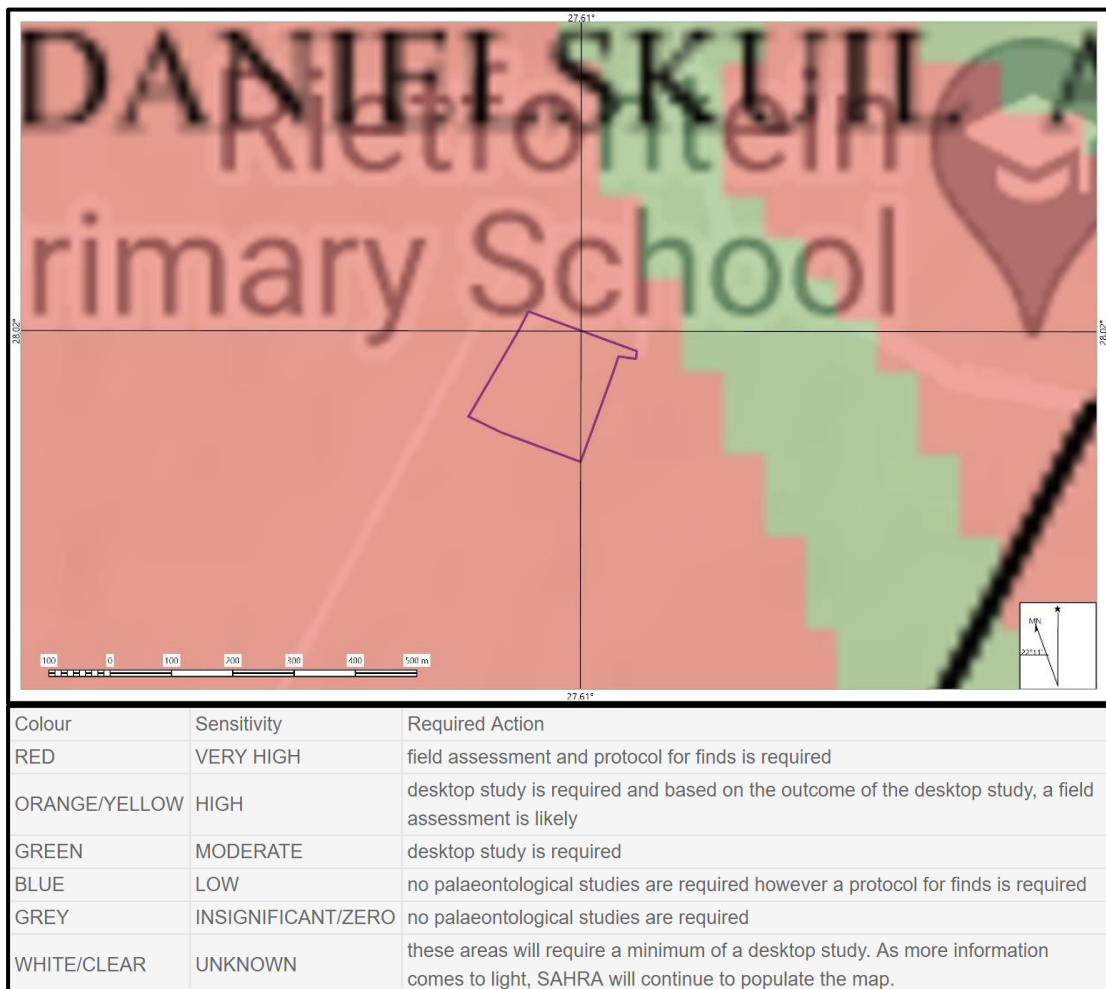 27.61°
DANIELSKUIL A
Rietfontein
rimary School
28.02°
28.02°
MN
22°11'
100 0 100 200 300 400 500 m
27.61°
Colour Sensitivity Required Action
RED VERY HIGH field assessment and protocol for finds is required
ORANGE/YELLOW HIGH desktop study is required and based on the outcome of the desktop study, a field
assessment is likely
GREEN MODERATE desktop study is required
BLUE LOW no palaeontological studies are required however a protocol for finds is required
GREY INSIGNIFICANT/ZERO no palaeontological studies are required
WHITE/CLEAR UNKNOWN these areas will require a minimum of a desktop study. As more information
comes to light, SAHRA will continue to populate the map.